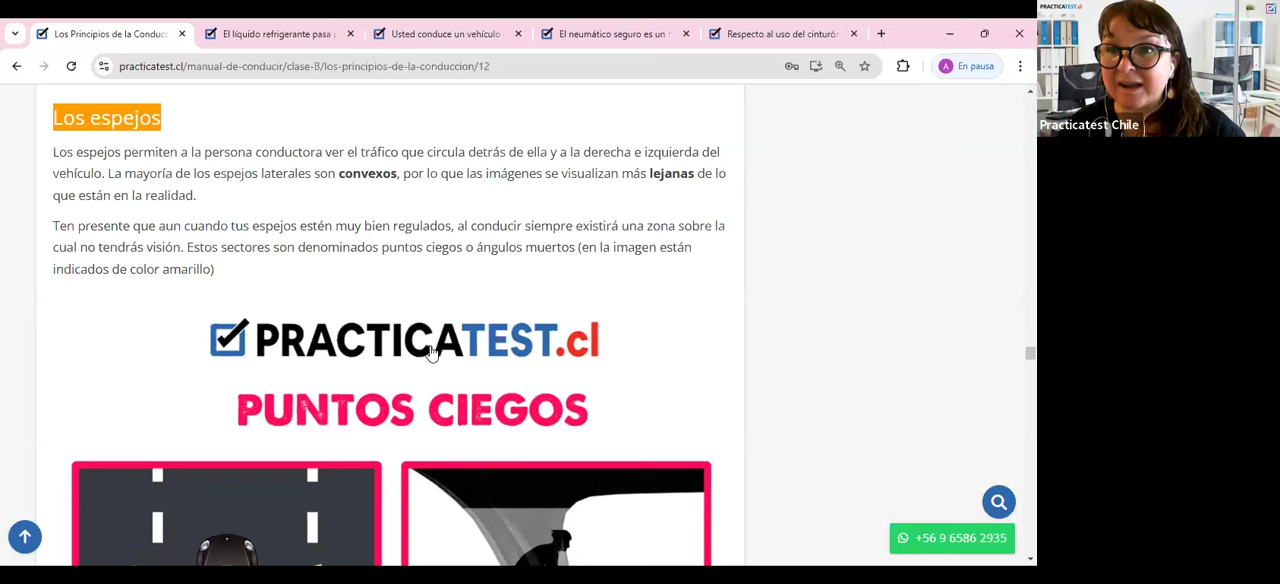 Los Principios de la Conduc
El líquido refrigerante pasa
Usted conduce un vehículo
El neumático seguro es un
Respecto al uso del cinturón
practicatest.cl/manual-de-conducir/clase-B/los-principios-de-la-conduccion/12
A En pausa
PRACTICATEST.cl
Practicatest Chile
Los espejos
Los espejos permiten a la persona conductora ver el tráfico que circula detrás de ella y a la derecha e izquierda del
vehículo. La mayoría de los espejos laterales son convexos, por lo que las imágenes se visualizan más lejanas de lo
que están en la realidad.
Ten presente que aun cuando tus espejos estén muy bien regulados, al conducir siempre existirá una zona sobre la
cual no tendrás visión. Estos sectores son denominados puntos ciegos o ángulos muertos (en la imagen están
indicados de color amarillo)
PRACTICATEST.cl
PUNTOS CIEGOS
+56 9 6586 2935